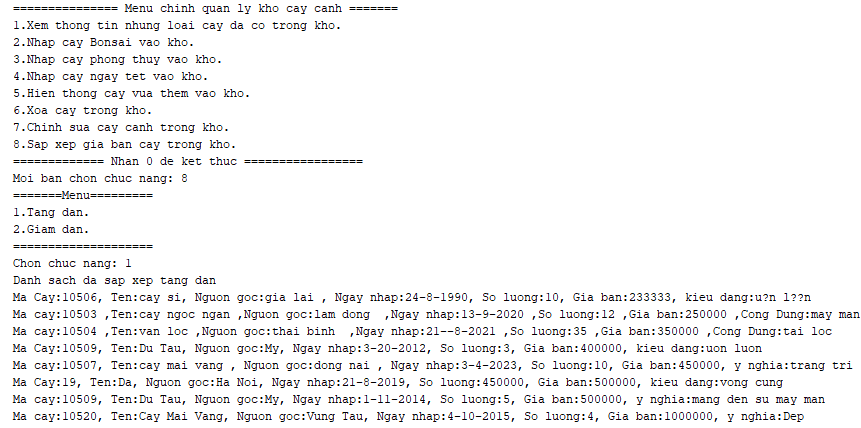 =============== Menu chinh quan ly kho cay canh =======
1.Xem thong tin nhung loai cay da co trong kho.
2.Nhap cay Bonsai vao kho.
3.Nhap cay phong thuy vao kho.
4.Nhap cay ngay tet vao kho.
5.Hien thong cay vua them vao kho.
6.Xoa cay trong kho.
7.Chinh sua cay canh trong kho.
8.Sap xep gia ban cay trong kho.
============= Nhan 0 de ket thuc =================
Moi ban chon chuc nang: 8
=======Menu=========
1.Tang dan.
2.Giam dan.
====================
Chon chuc nang: 1
Danh sach da sap xep tang dan
Ma Cay:10506, Ten:cay si, Nguon goc:gia lai , Ngay nhap:24-8-1990, So luong:10, Gia ban:233333, kieu dang:u?n l??n
Ma cay:10503 ,Ten:cay ngoc ngan ,Nguon goc:lam dong  ,Ngay nhap:13-9-2020 ,So luong:12 ,Gia ban:250000 ,Cong Dung:may man
Ma cay:10504 ,Ten:van loc ,Nguon goc:thai binh  ,Ngay nhap:21--8-2021 ,So luong:35 ,Gia ban:350000 ,Cong Dung:tai loc
Ma Cay:10509, Ten:Du Tau, Nguon goc:My, Ngay nhap:3-20-2012, So luong:3, Gia ban:400000, kieu dang:uon luon
Ma cay:10507, Ten:cay mai vang , Nguon goc:dong nai , Ngay nhap:3-4-2023, So luong:10, Gia ban:450000, y nghia:trang tri
Ma Cay:19, Ten:Da, Nguon goc:Ha Noi, Ngay nhap:21-8-2019, So luong:450000, Gia ban:500000, kieu dang:vong cung
Ma cay:10509, Ten:Du Tau, Nguon goc:My, Ngay nhap:1-11-2014, So luong:5, Gia ban:500000, y nghia:mang den su may man
Ma cay:10520, Ten:Cay Mai Vang, Nguon goc:Vung Tau, Ngay nhap:4-10-2015, So luong:4, Gia ban:1000000, y nghia:Dep